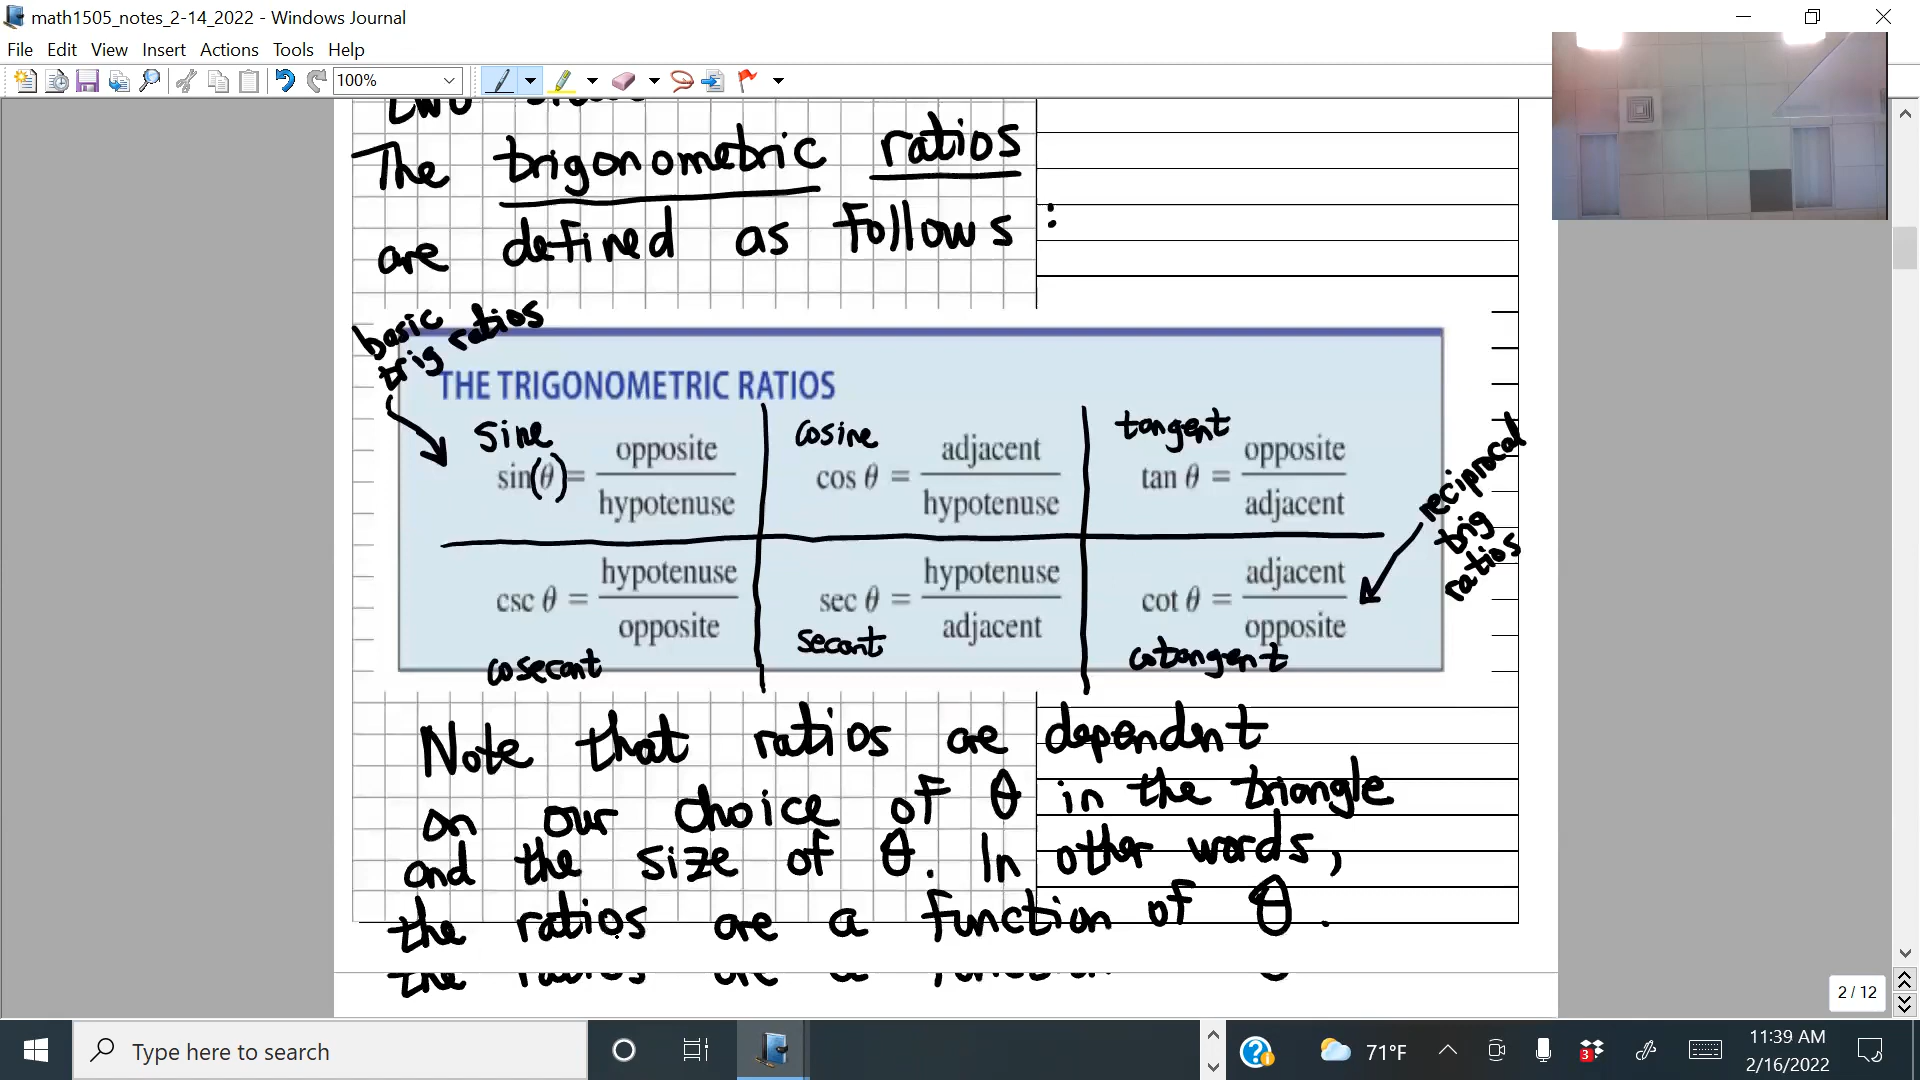 math1505_notes_2-14_2022 - Windows Journal
File Edit View Insert Actions Tools Help
100%
two
The trigonometric ratios
are defined as follows :
basic
trig ratios
THE TRIGONOMETRIC RATIOS
sine cosine tangent
sin(θ) = opposite / hypotenuse
cos θ = adjacent / hypotenuse
tan θ = opposite / adjacent
reciprocal
trig
ratios
csc θ = hypotenuse / opposite
sec θ = hypotenuse / adjacent
cot θ = adjacent / opposite
cosecant secant cotangent
Note that ratios are dependent
on our choice of θ in the triangle
and the size of θ. In other words,
the ratios are a function of θ.
2 / 12
Type here to search
71°F
3
11:39 AM
2/16/2022